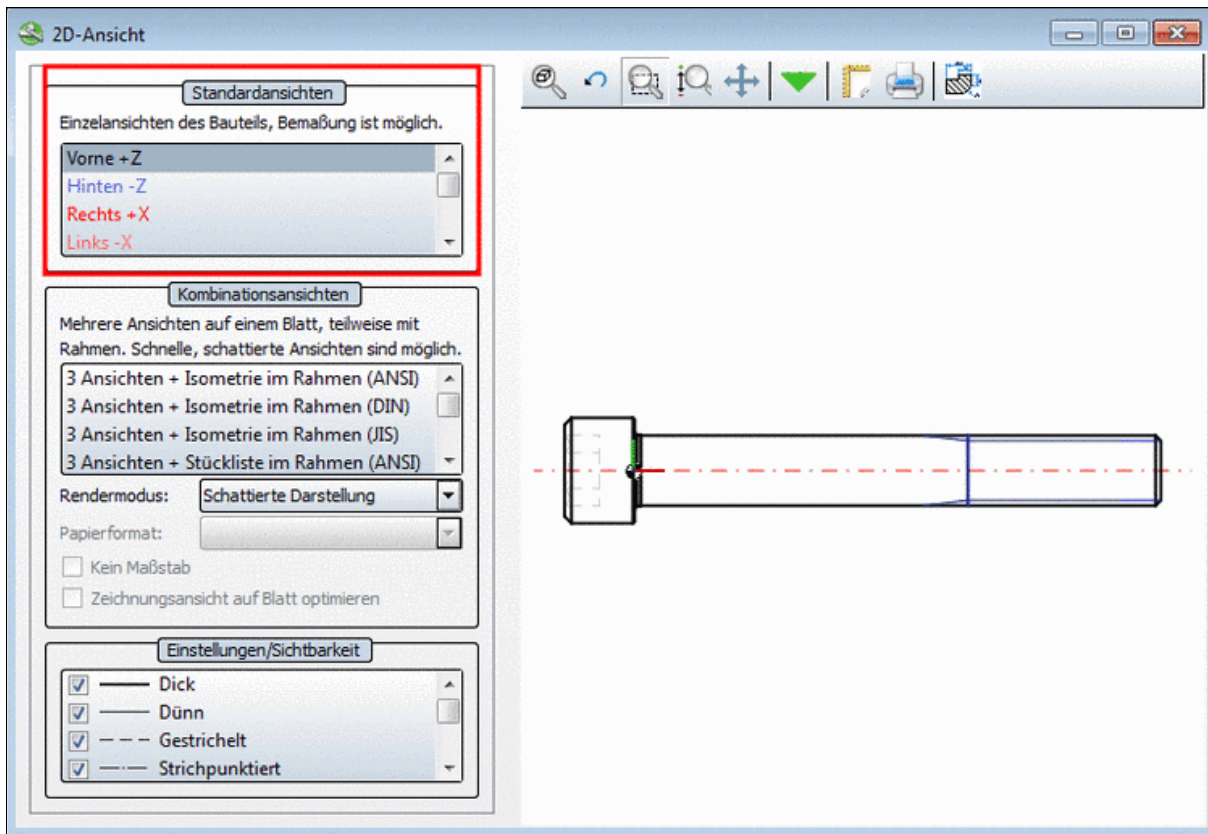 2D-Ansicht
Standardansichten
Einzelansichten des Bauteils, Bemaßung ist möglich.
Vorne +Z
Hinten -Z
Rechts +X
Links -X
Kombinationsansichten
Mehrere Ansichten auf einem Blatt, teilweise mit
Rahmen. Schnelle, schattierte Ansichten sind möglich.
3 Ansichten + Isometrie im Rahmen (ANSI)
3 Ansichten + Isometrie im Rahmen (DIN)
3 Ansichten + Isometrie im Rahmen (JIS)
3 Ansichten + Stückliste im Rahmen (ANSI)
Rendermodus: Schattierte Darstellung
Papierformat:
Kein Maßstab
Zeichnungsansicht auf Blatt optimieren
Einstellungen/Sichtbarkeit
Dick
Dünn
Gestrichelt
Strichpunktiert